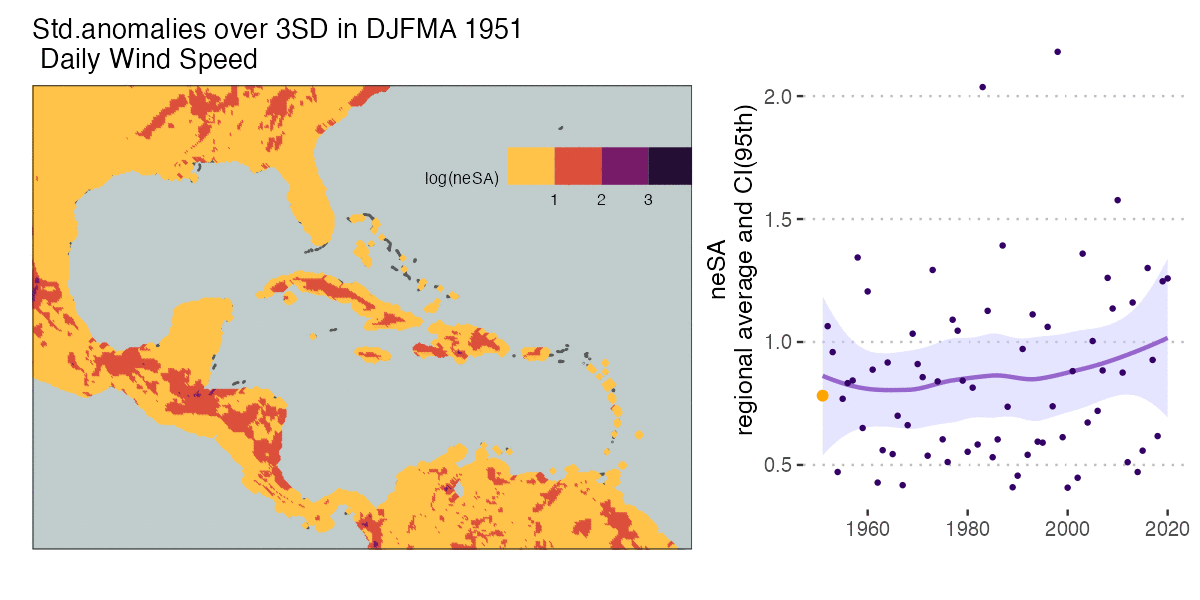 Std.anomalies over 3SD in DJFMA 1951
Daily Wind Speed
log(neSA)
1 2 3
neSA
regional average and CI(95th)
2.0
1.5
1.0
0.5
1960 1980 2000 2020